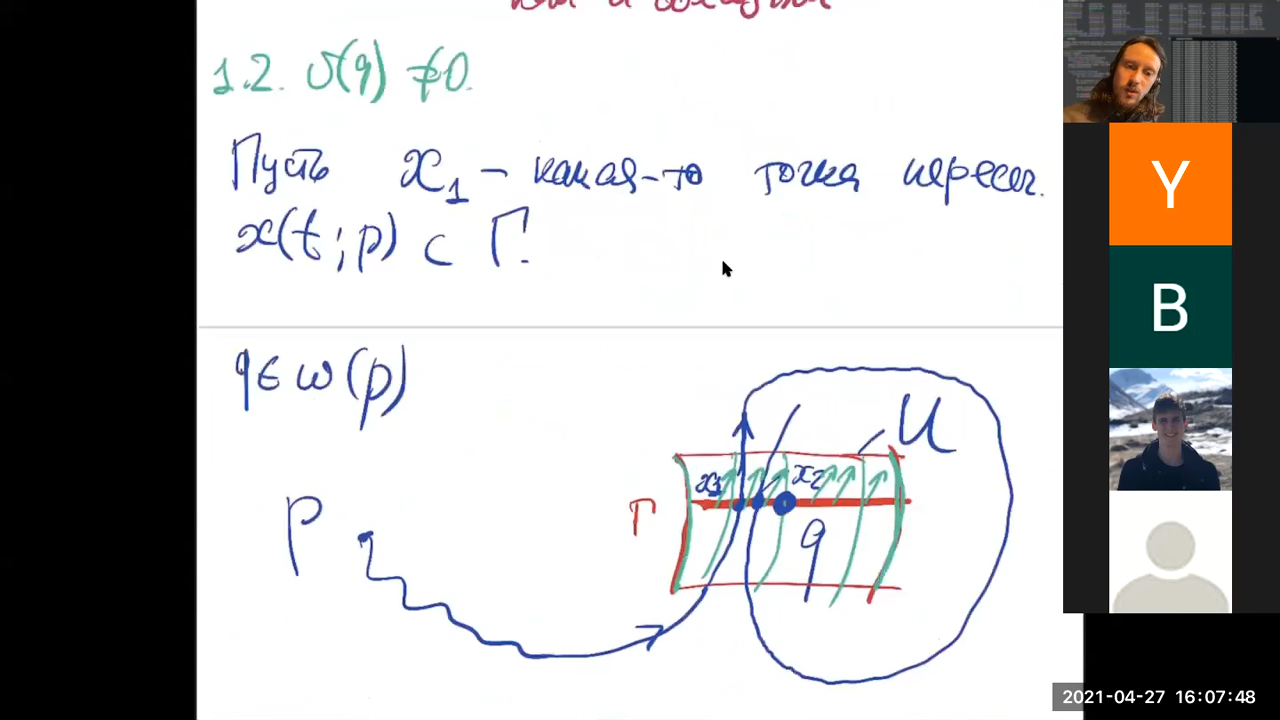 1.2. v(q) ≠ 0.
Пусть x₁ – какая-то точка пересеч.
x(t; p) с Г.
q ∈ ω(p)
U
x₁ x₂
Г
P
q
Y
B
2021-04-27 16:07:48